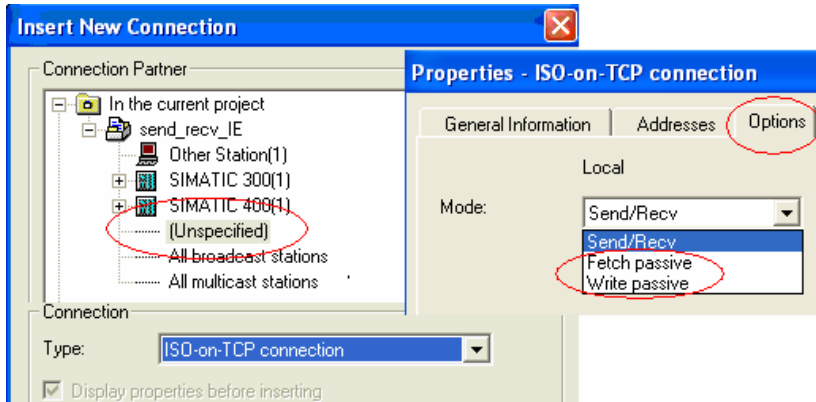 Insert New Connection
Connection Partner
In the current project
send_recv_IE
Other Station(1)
SIMATIC 300(1)
SIMATIC 400(1)
(Unspecified)
All broadcast stations
All multicast stations
Connection
Type:
ISO-on-TCP connection
Display properties before inserting
Properties - ISO-on-TCP connection
General Information
Addresses
Options
Local
Mode:
Send/Recv
Send/Recv
Fetch passive
Write passive